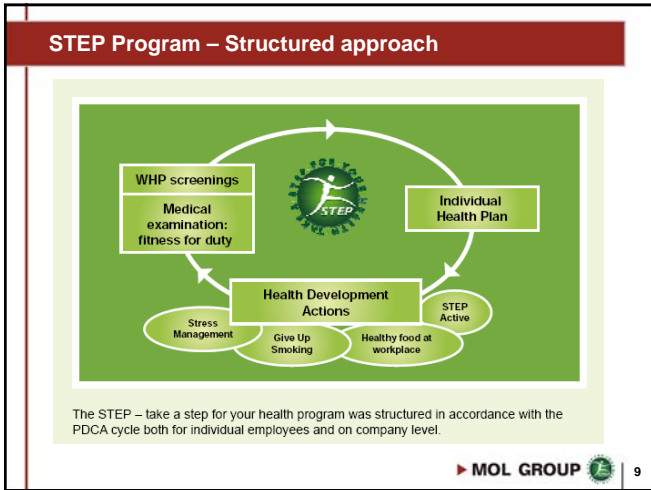 STEP Program – Structured approach
WHP screenings
Medical
examination:
fitness for duty
STEP
Individual
Health Plan
Health Development
Actions
Stress
Management
Give Up
Smoking
Healthy food at
workplace
STEP
Active
The STEP – take a step for your health program was structured in accordance with the
PDCA cycle both for individual employees and on company level.
MOL GROUP
9